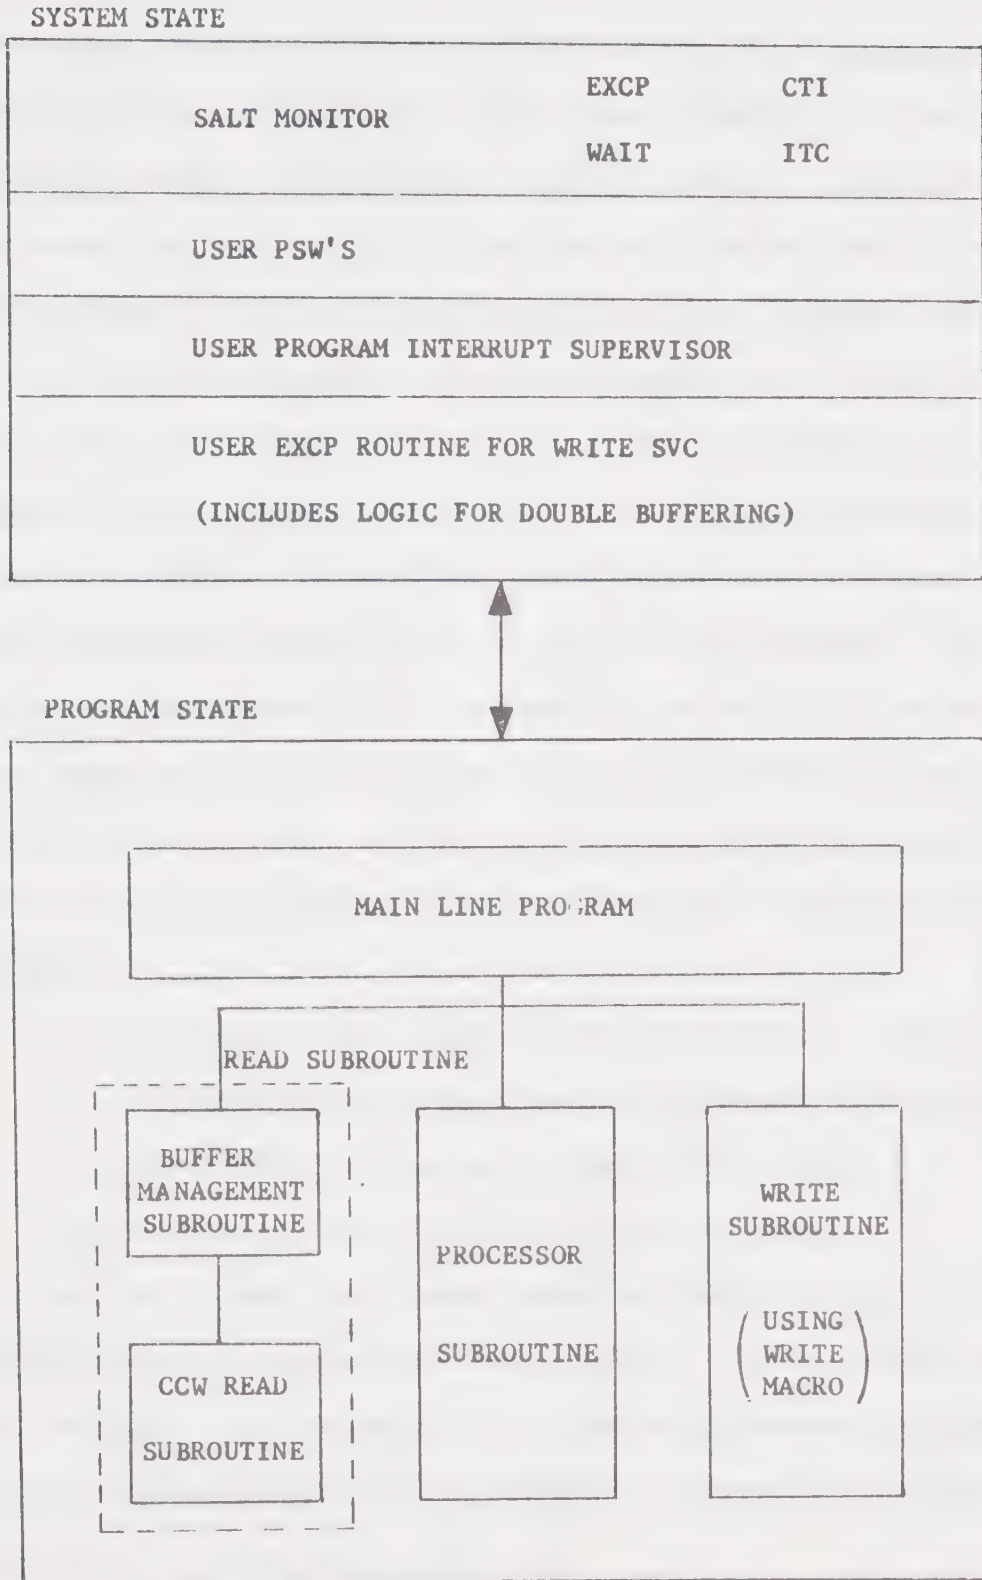 SYSTEM STATE
EXCP CTI
SALT MONITOR
WAIT ITC
USER PSW'S
USER PROGRAM INTERRUPT SUPERVISOR
USER EXCP ROUTINE FOR WRITE SVC
(INCLUDES LOGIC FOR DOUBLE BUFFERING)
PROGRAM STATE
MAIN LINE PROGRAM
READ SUBROUTINE
BUFFER
MANAGEMENT
SUBROUTINE
CCW READ
SUBROUTINE
PROCESSOR
SUBROUTINE
WRITE
SUBROUTINE
(USING
WRITE
MACRO)